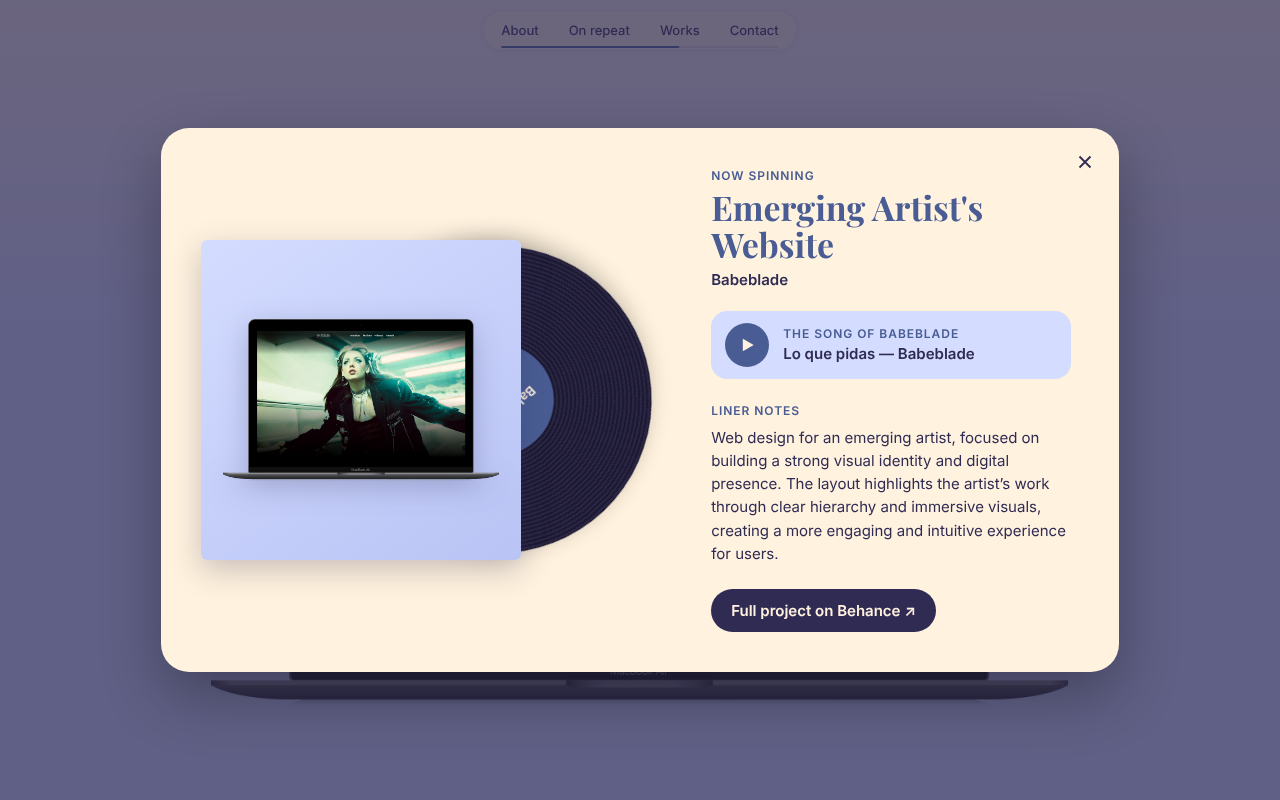 About On repeat Works Contact
NOW SPINNING
Emerging Artist's
Website
Babeblade
THE SONG OF BABEBLADE
Lo que pidas — Babeblade
LINER NOTES
Web design for an emerging artist, focused on
building a strong visual identity and digital
presence. The layout highlights the artist’s work
through clear hierarchy and immersive visuals,
creating a more engaging and intuitive experience
for users.
Full project on Behance ↗